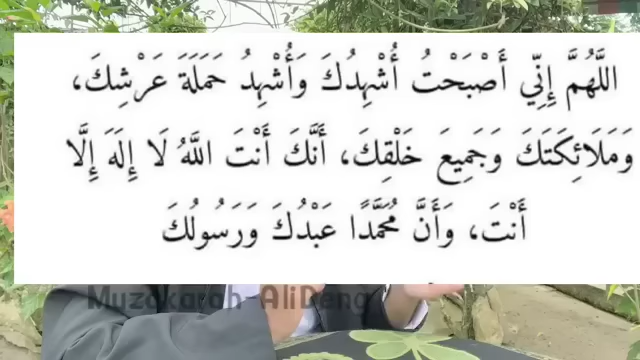 اللَّهُمَّ إِنِّي أَصْبَحْتُ أُشْهِدُكَ وَأُشْهِدُ حَمَلَةَ عَرْشِكَ،
وَمَلَائِكَتَكَ وَجَمِيعَ خَلْقِكَ، أَنَّكَ أَنْتَ اللَّهُ لَا إِلَهَ إِلَّا
أَنْتَ، وَأَنَّ مُحَمَّدًا عَبْدُكَ وَرَسُولُكَ
Muzakarah AliDeng